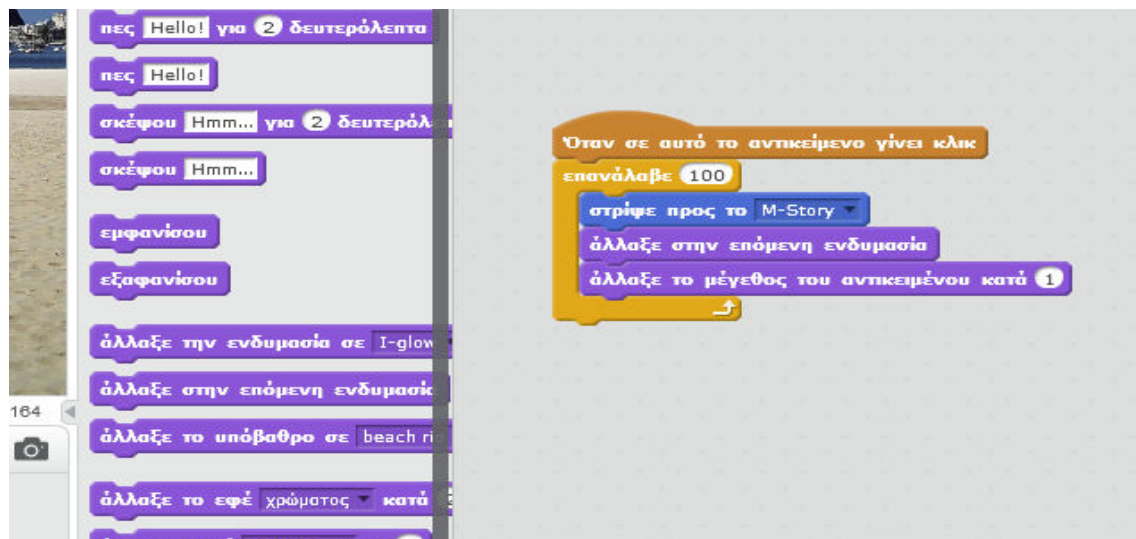 πες Hello! για 2 δευτερόλεπτα
πες Hello!
σκέψου Hmm... για 2
σκέψου Hmm...
εμφανίσου
εξαφανίσου
άλλαξε την ενδυμασία σε I-glow
άλλαξε στην επόμενη ενδυμασία
άλλαξε το υπόβαθρο σε beach
άλλαξε το εφέ χρώματος κατά
164
Όταν σε αυτό το αντικείμενο γίνει κλικ
επανάλαβε 100
στρίψε προς το M-Story
άλλαξε στην επόμενη ενδυμασία
άλλαξε το μέγεθος του αντικειμένου κατά 1